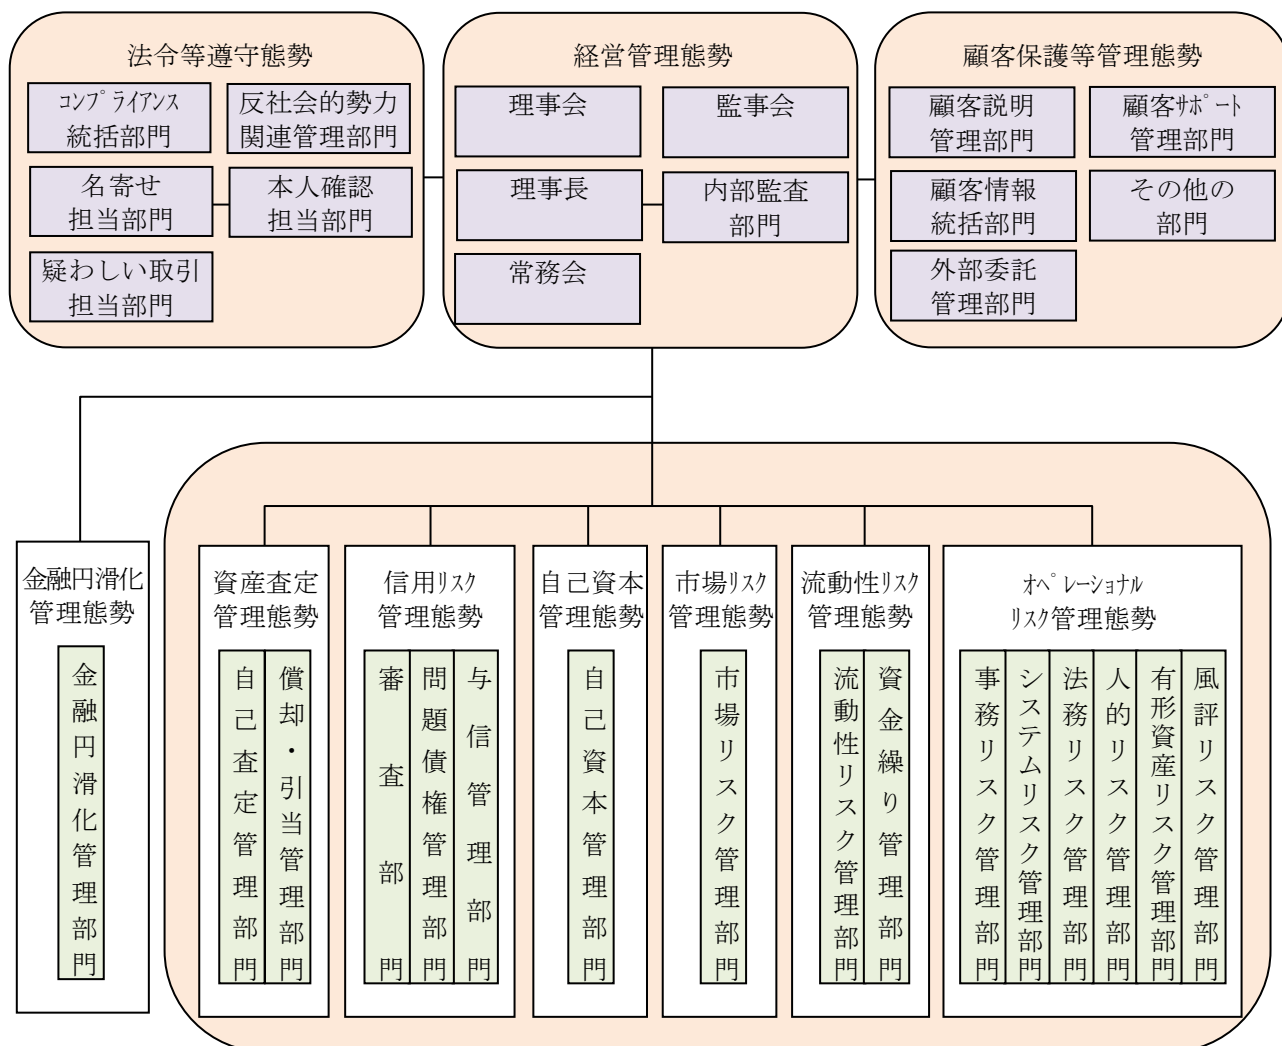 法令等遵守態勢
ｺﾝﾌﾟﾗｲｱﾝｽ
統括部門
反社会的勢力
関連管理部門
名寄せ
担当部門
本人確認
担当部門
疑わしい取引
担当部門
経営管理態勢
理事会
監事会
理事長
内部監査
部門
常務会
顧客保護等管理態勢
顧客説明
管理部門
顧客ｻﾎﾟｰﾄ
管理部門
顧客情報
統括部門
その他の
部門
外部委託
管理部門
金融円滑化
管理態勢
金融円滑化管理部門
資産査定
管理態勢
自己査定管理部門
償却・引当管理部門
信用ﾘｽｸ
管理態勢
審査部門
問題債権管理部門
与信管理部門
自己資本
管理態勢
自己資本管理部門
市場ﾘｽｸ
管理態勢
市場リスク管理部門
流動性ﾘｽｸ
管理態勢
流動性リスク管理部門
資金繰り管理部門
ｵﾍﾟﾚｰｼｮﾅﾙ
ﾘｽｸ管理態勢
事務リスク管理部門
システムリスク管理部門
法務リスク管理部門
人的リスク管理部門
有形資産リスク管理部門
風評リスク管理部門